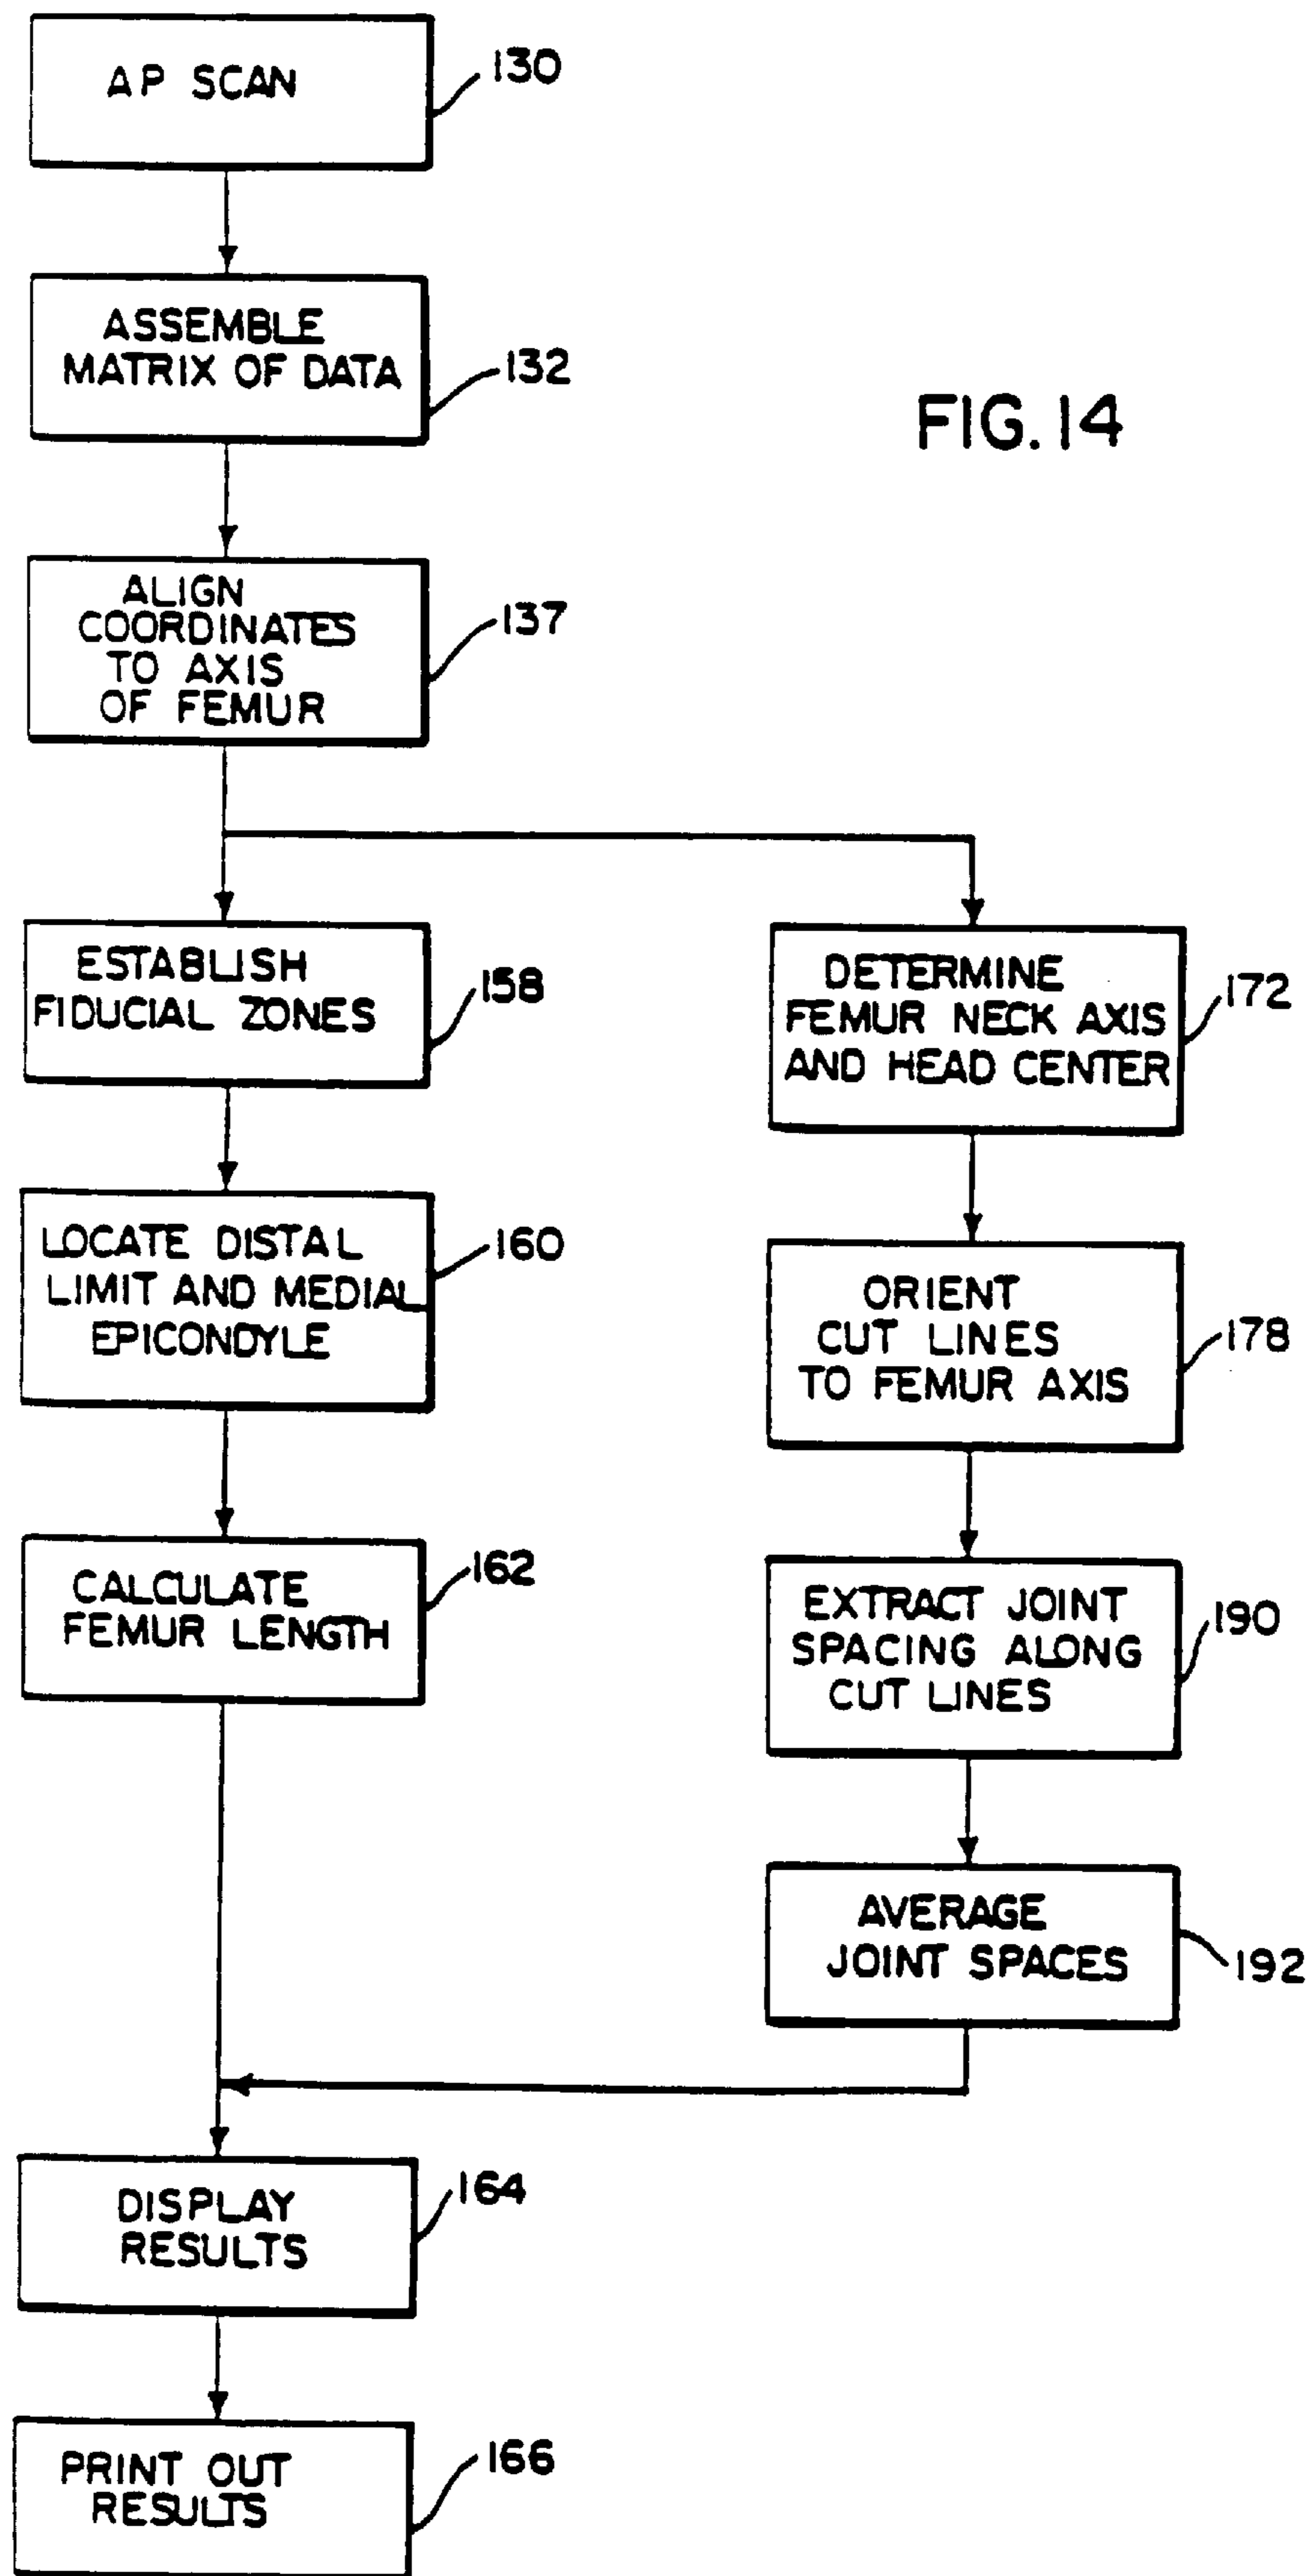 AP SCAN
130
ASSEMBLE
MATRIX OF DATA
132
FIG. 14
ALIGN
COORDINATES
TO AXIS
OF FEMUR
137
ESTABLISH
FIDUCIAL ZONES
158
LOCATE DISTAL
LIMIT AND MEDIAL
EPICONDYLE
160
CALCULATE
FEMUR LENGTH
162
DETERMINE
FEMUR NECK AXIS
AND HEAD CENTER
172
ORIENT
CUT LINES
TO FEMUR AXIS
178
EXTRACT JOINT
SPACING ALONG
CUT LINES
190
AVERAGE
JOINT SPACES
192
DISPLAY
RESULTS
164
PRINT OUT
RESULTS
166